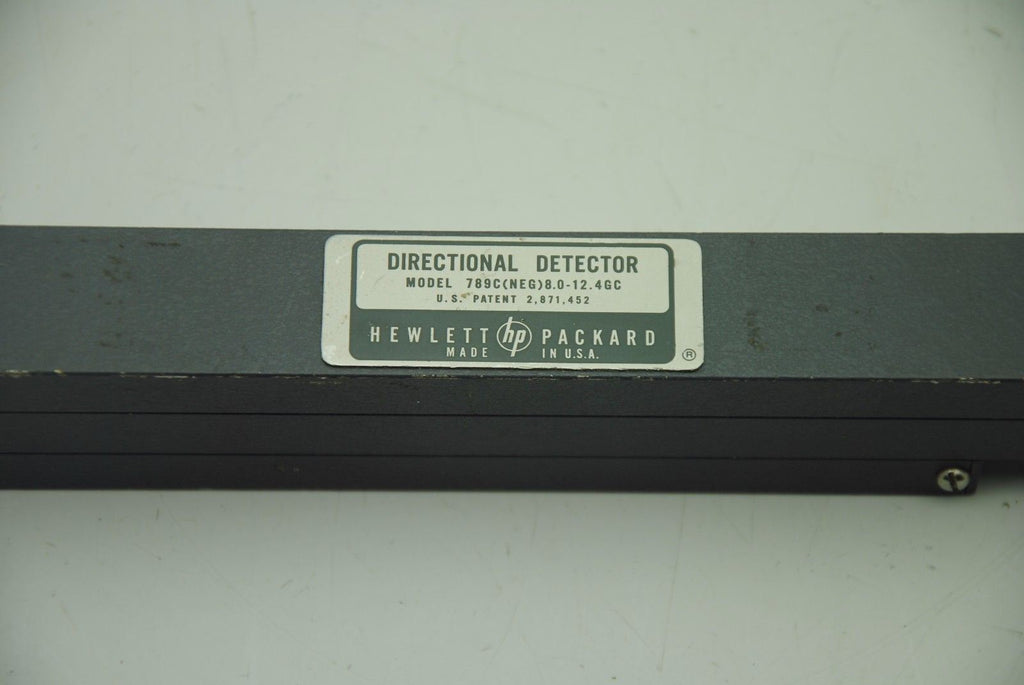 DIRECTIONAL DETECTOR
MODEL 789C(NEG)8.0-12.4GC
U.S. PATENT 2,871,452
HEWLETT hp PACKARD
MADE IN U.S.A.
®